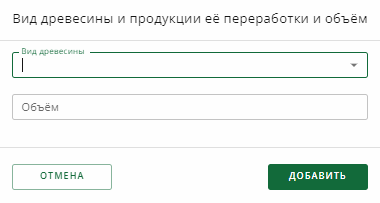 Вид древесины и продукции её переработки и объём
Вид древесины
Объём
ОТМЕНА
ДОБАВИТЬ